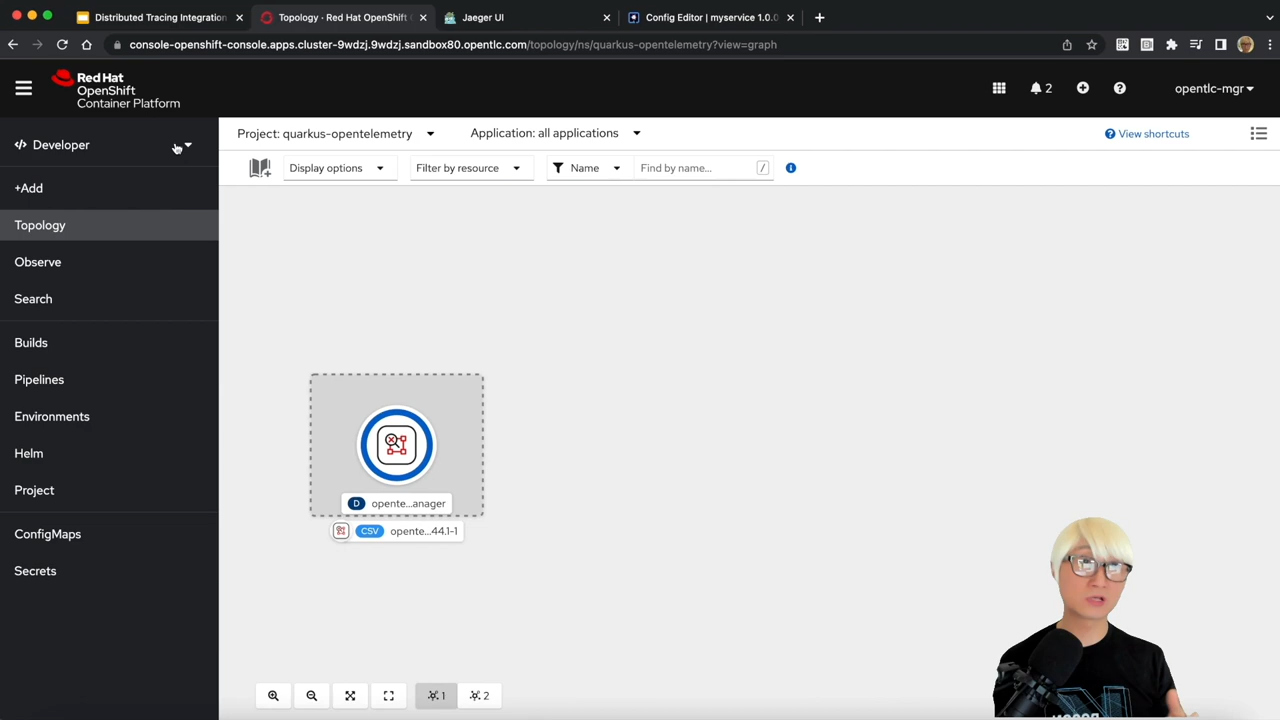 Distributed Tracing Integration
Topology · Red Hat OpenShift
Jaeger UI
Config Editor | myservice 1.0.0
console-openshift-console.apps.cluster-9wdzj.9wdzj.sandbox80.opentlc.com/topology/ns/quarkus-opentelemetry?view=graph
Red Hat
OpenShift
Container Platform
2
opentlc-mgr
Developer
Project: quarkus-opentelemetry
Application: all applications
View shortcuts
Display options
Filter by resource
Name
Find by name...
/
+Add
Topology
Observe
Search
Builds
Pipelines
Environments
Helm
Project
ConfigMaps
Secrets
D opente...anager
CSV opente...44.1-1
1
2